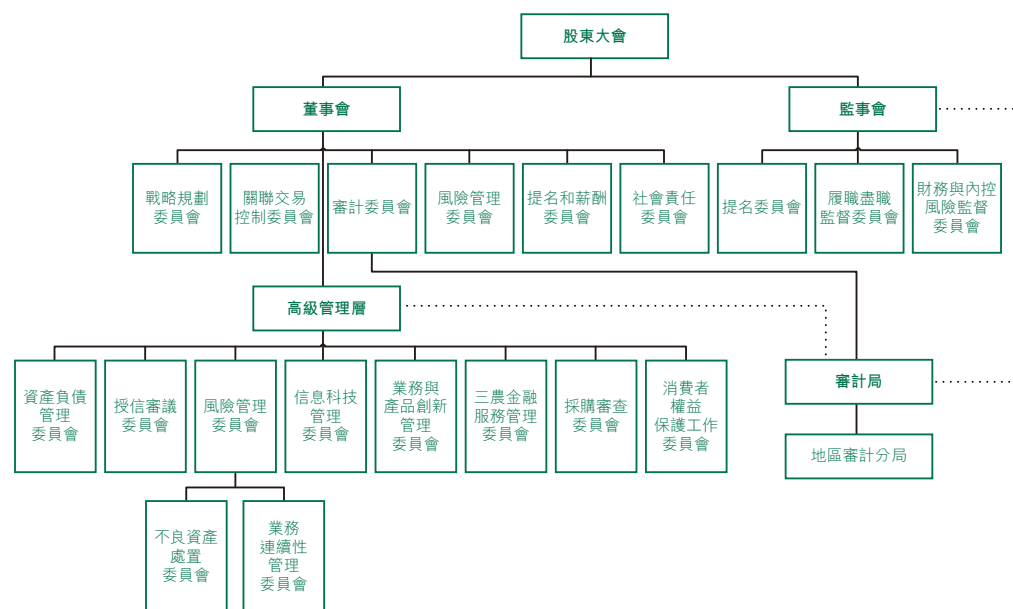 股東大會
董事會
監事會
戰略規劃
委員會
關聯交易
控制委員會
審計委員會
風險管理
委員會
提名和薪酬
委員會
社會責任
委員會
提名委員會
履職盡職
監督委員會
財務與內控
風險監督
委員會
高級管理層
審計局
地區審計分局
資產負債
管理
委員會
授信審議
委員會
風險管理
委員會
信息科技
管理
委員會
業務與
產品創新
管理
委員會
三農金融
服務管理
委員會
採購審查
委員會
消費者
權益
保護工作
委員會
不良資產
處置
委員會
業務
連續性
管理
委員會